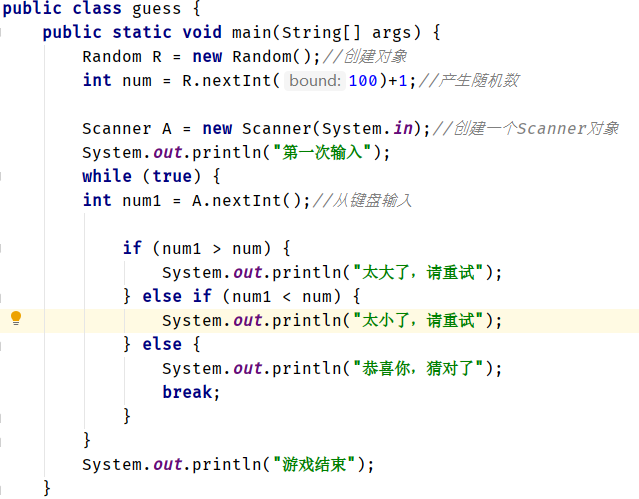 public class guess {
    public static void main(String[] args) {
        Random R = new Random();//创建对象
        int num = R.nextInt( bound: 100)+1;//产生随机数

        Scanner A = new Scanner(System.in);//创建一个Scanner对象
        System.out.println("第一次输入");
        while (true) {
        int num1 = A.nextInt();//从键盘输入

            if (num1 > num) {
                System.out.println("太大了，请重试");
            } else if (num1 < num) {
                System.out.println("太小了，请重试");
            } else {
                System.out.println("恭喜你，猜对了");
                break;
            }
        }
        System.out.println("游戏结束");
    }